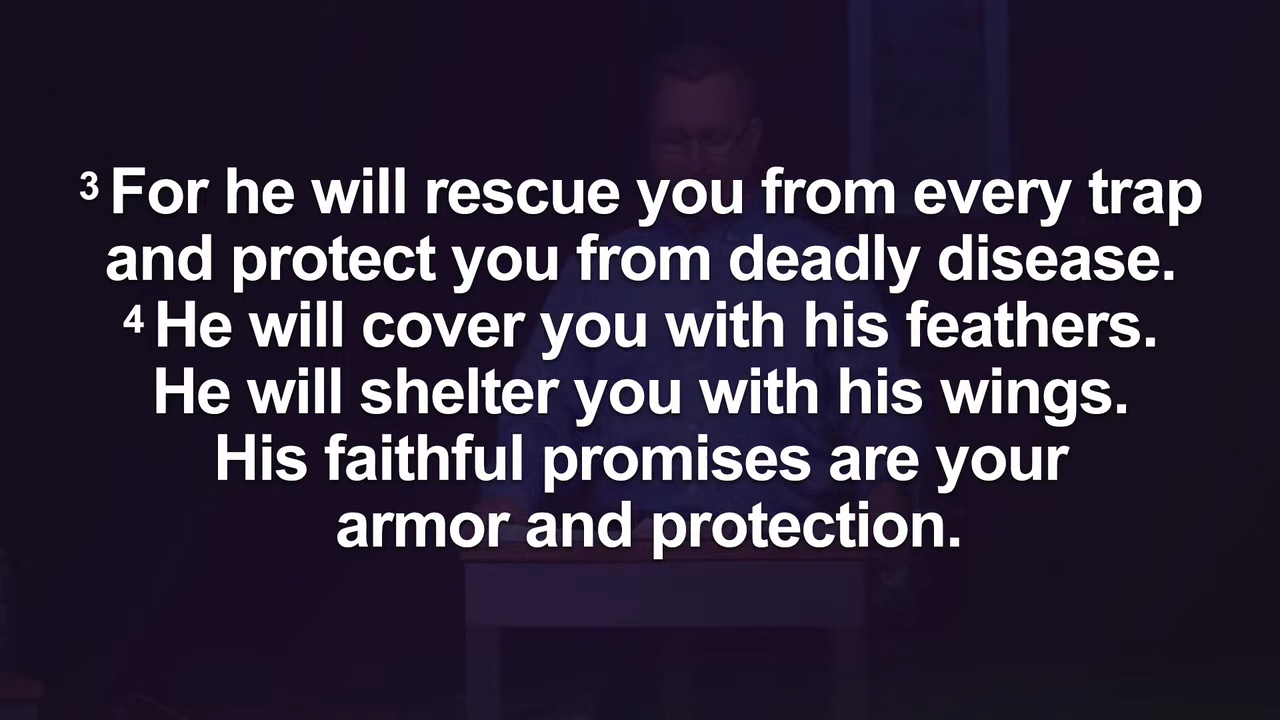 3 For he will rescue you from every trap
and protect you from deadly disease.
4 He will cover you with his feathers.
He will shelter you with his wings.
His faithful promises are your
armor and protection.